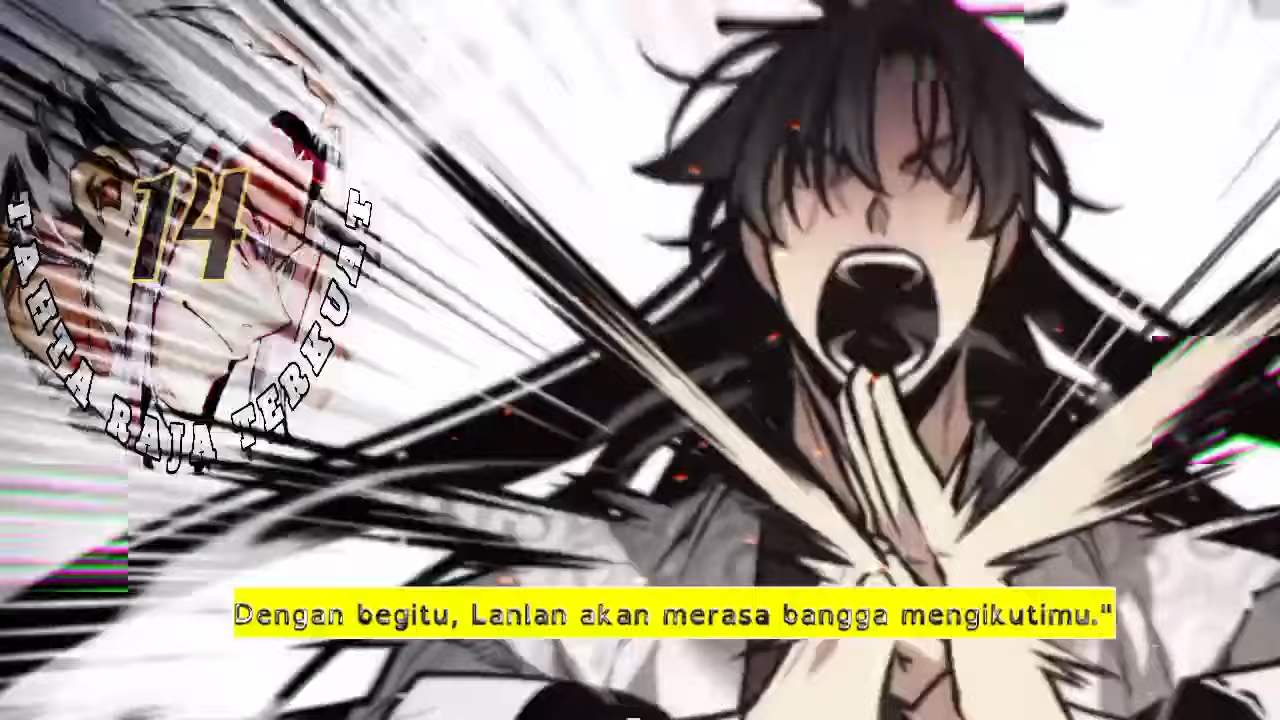 14
TAHTA RAJA TERKUAT
Dengan begitu, Lanlan akan merasa bangga mengikutimu."